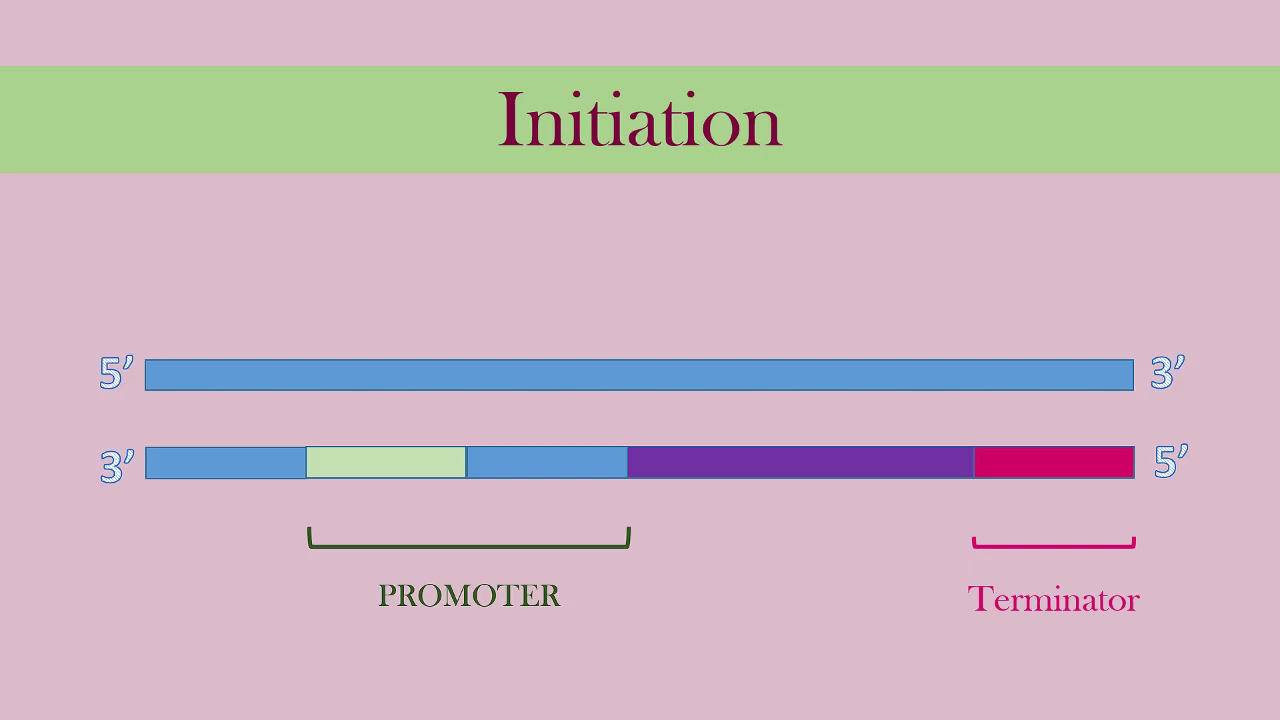 Initiation
5’ 3’
3’ 5’
PROMOTER
Terminator